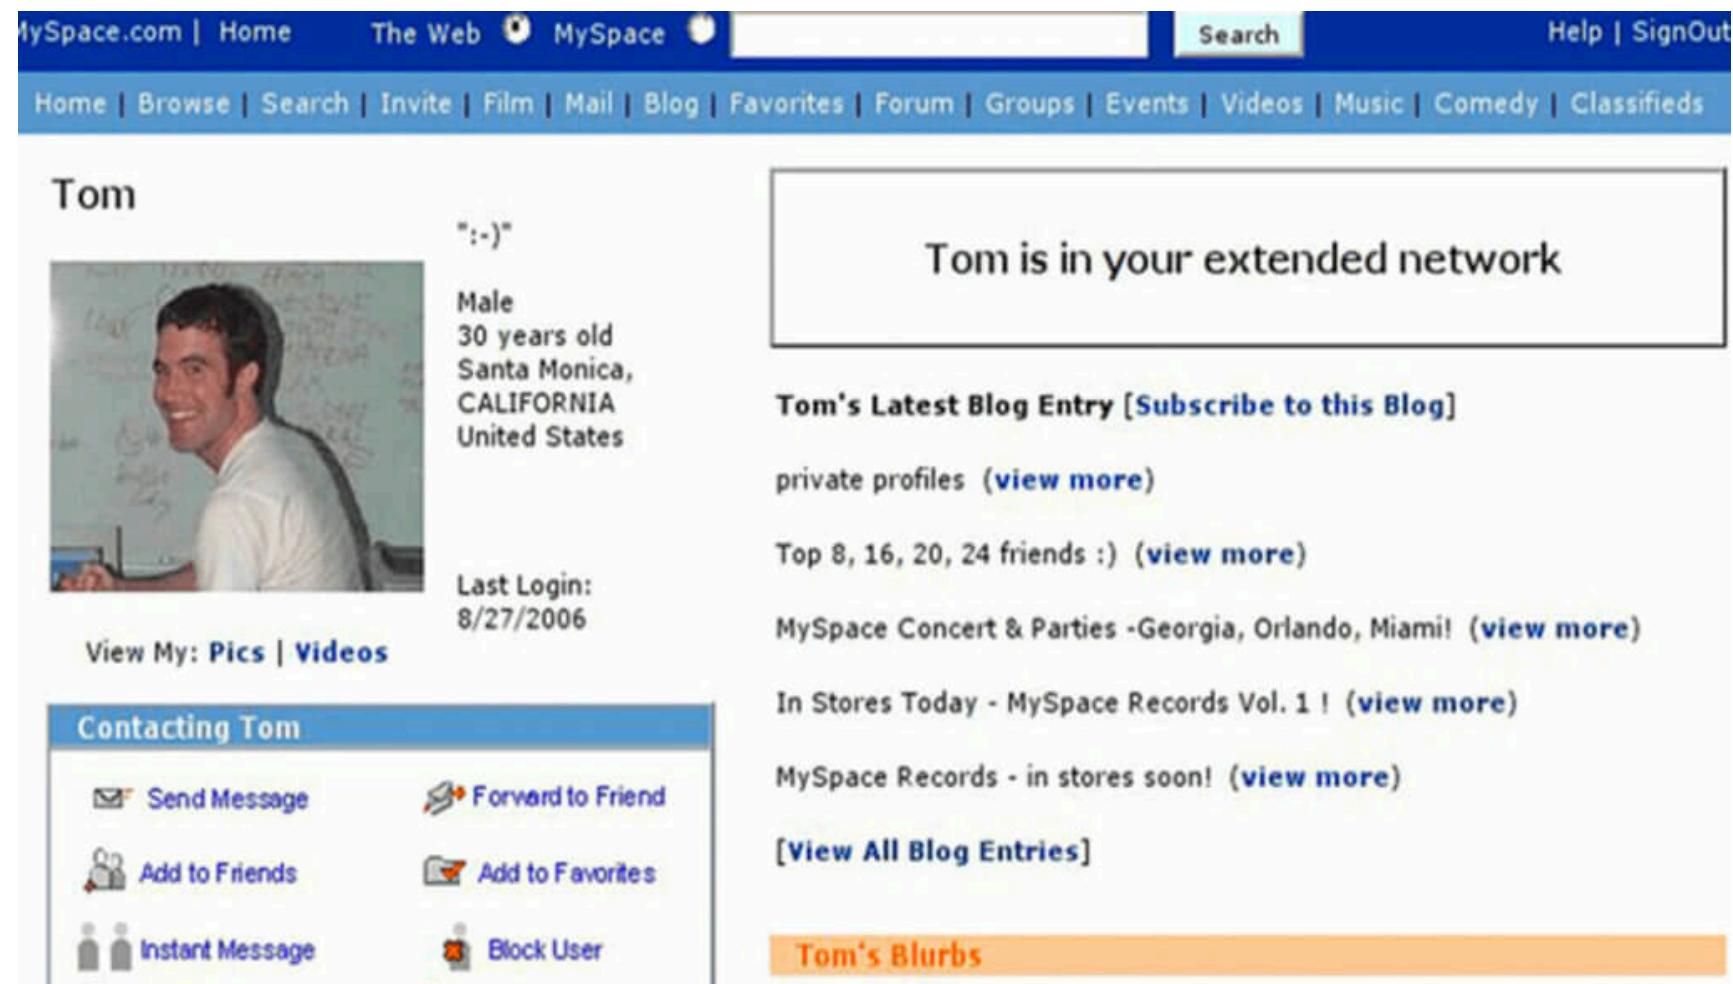 MySpace.com | Home The Web MySpace Search Help | SignOut
Home | Browse | Search | Invite | Film | Mail | Blog | Favorites | Forum | Groups | Events | Videos | Music | Comedy | Classifieds
Tom
":-)"
Male
30 years old
Santa Monica,
CALIFORNIA
United States
Last Login:
8/27/2006
View My: Pics | Videos
Contacting Tom
Send Message
Forward to Friend
Add to Friends
Add to Favorites
Instant Message
Block User
Tom is in your extended network
Tom's Latest Blog Entry [Subscribe to this Blog]
private profiles (view more)
Top 8, 16, 20, 24 friends :) (view more)
MySpace Concert & Parties -Georgia, Orlando, Miami! (view more)
In Stores Today - MySpace Records Vol. 1 ! (view more)
MySpace Records - in stores soon! (view more)
[View All Blog Entries]
Tom's Blurbs